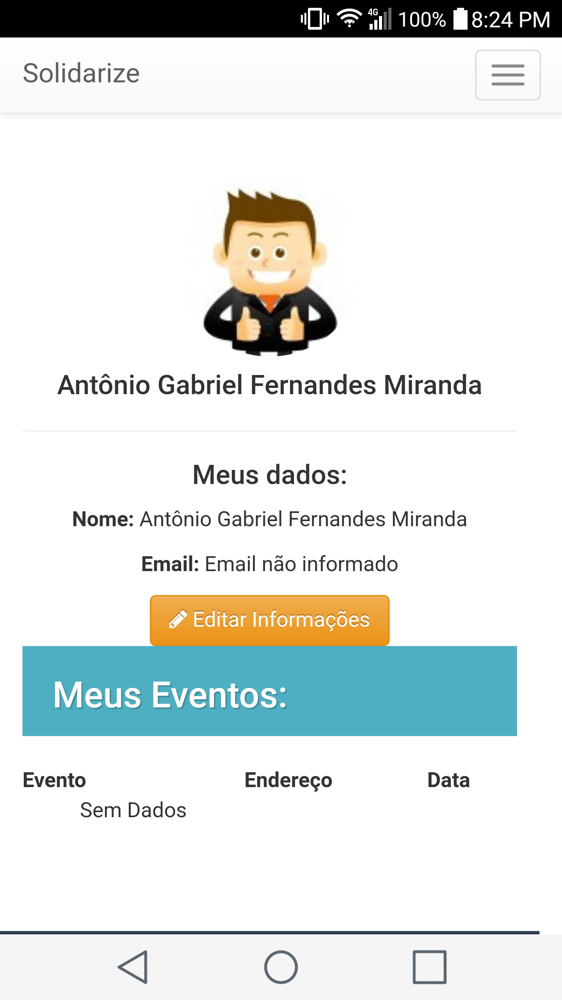 4G 100% 8:24 PM
Solidarize
Antônio Gabriel Fernandes Miranda
Meus dados:
Nome: Antônio Gabriel Fernandes Miranda
Email: Email não informado
Editar Informações
Meus Eventos:
Evento Endereço Data
Sem Dados